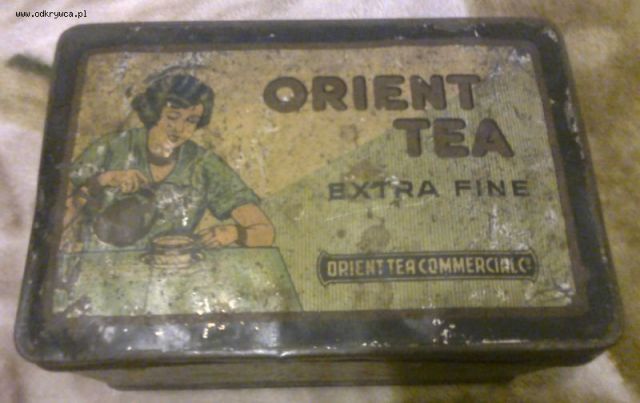 www.odkrywca.pl
ORIENT
TEA
EXTRA FINE
ORIENT TEA COMMERCIAL Cº